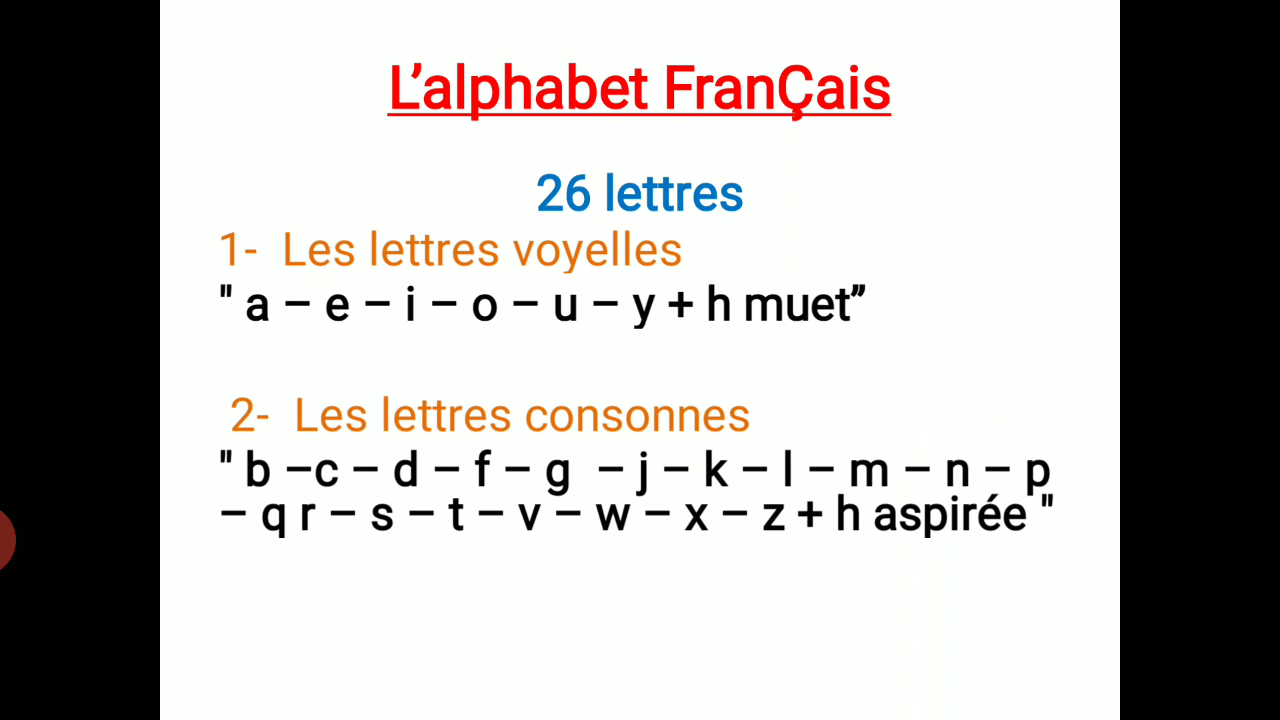 L’alphabet FranÇais
26 lettres
1- Les lettres voyelles
" a – e – i – o – u – y + h muet”
2- Les lettres consonnes
" b –c – d – f – g – j – k – l – m – n – p
– q r – s – t – v – w – x – z + h aspirée "